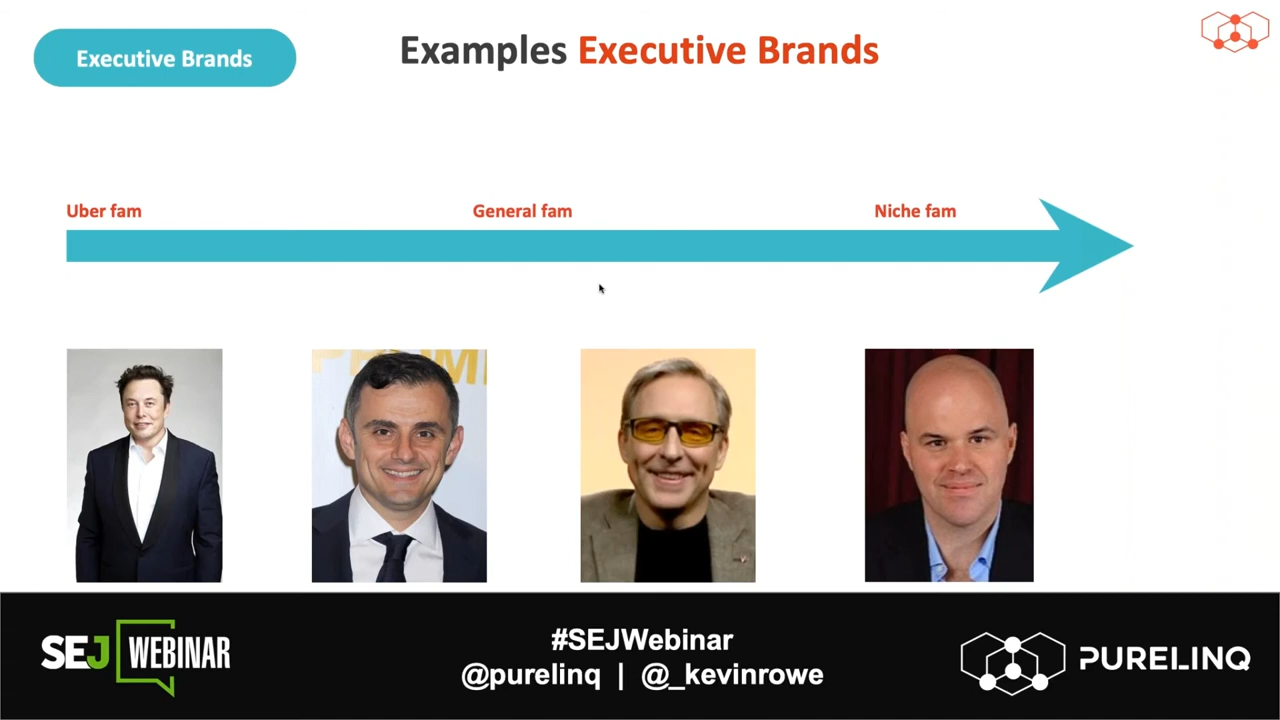 Executive Brands
Examples Executive Brands
Uber fam
General fam
Niche fam
SEJ WEBINAR
#SEJWebinar
@purelinq | @_kevinrowe
PURELINQ